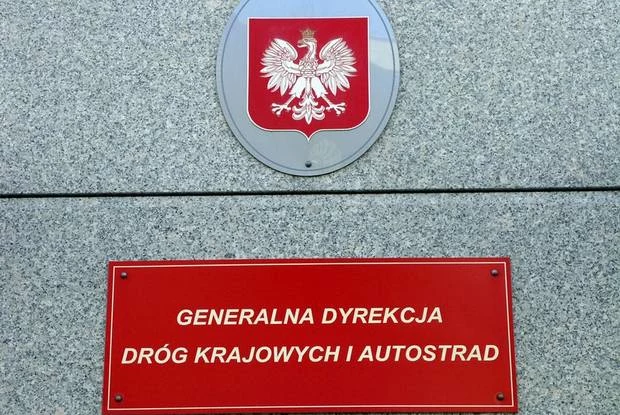 GENERALNA DYREKCJA
DRÓG KRAJOWYCH I AUTOSTRAD